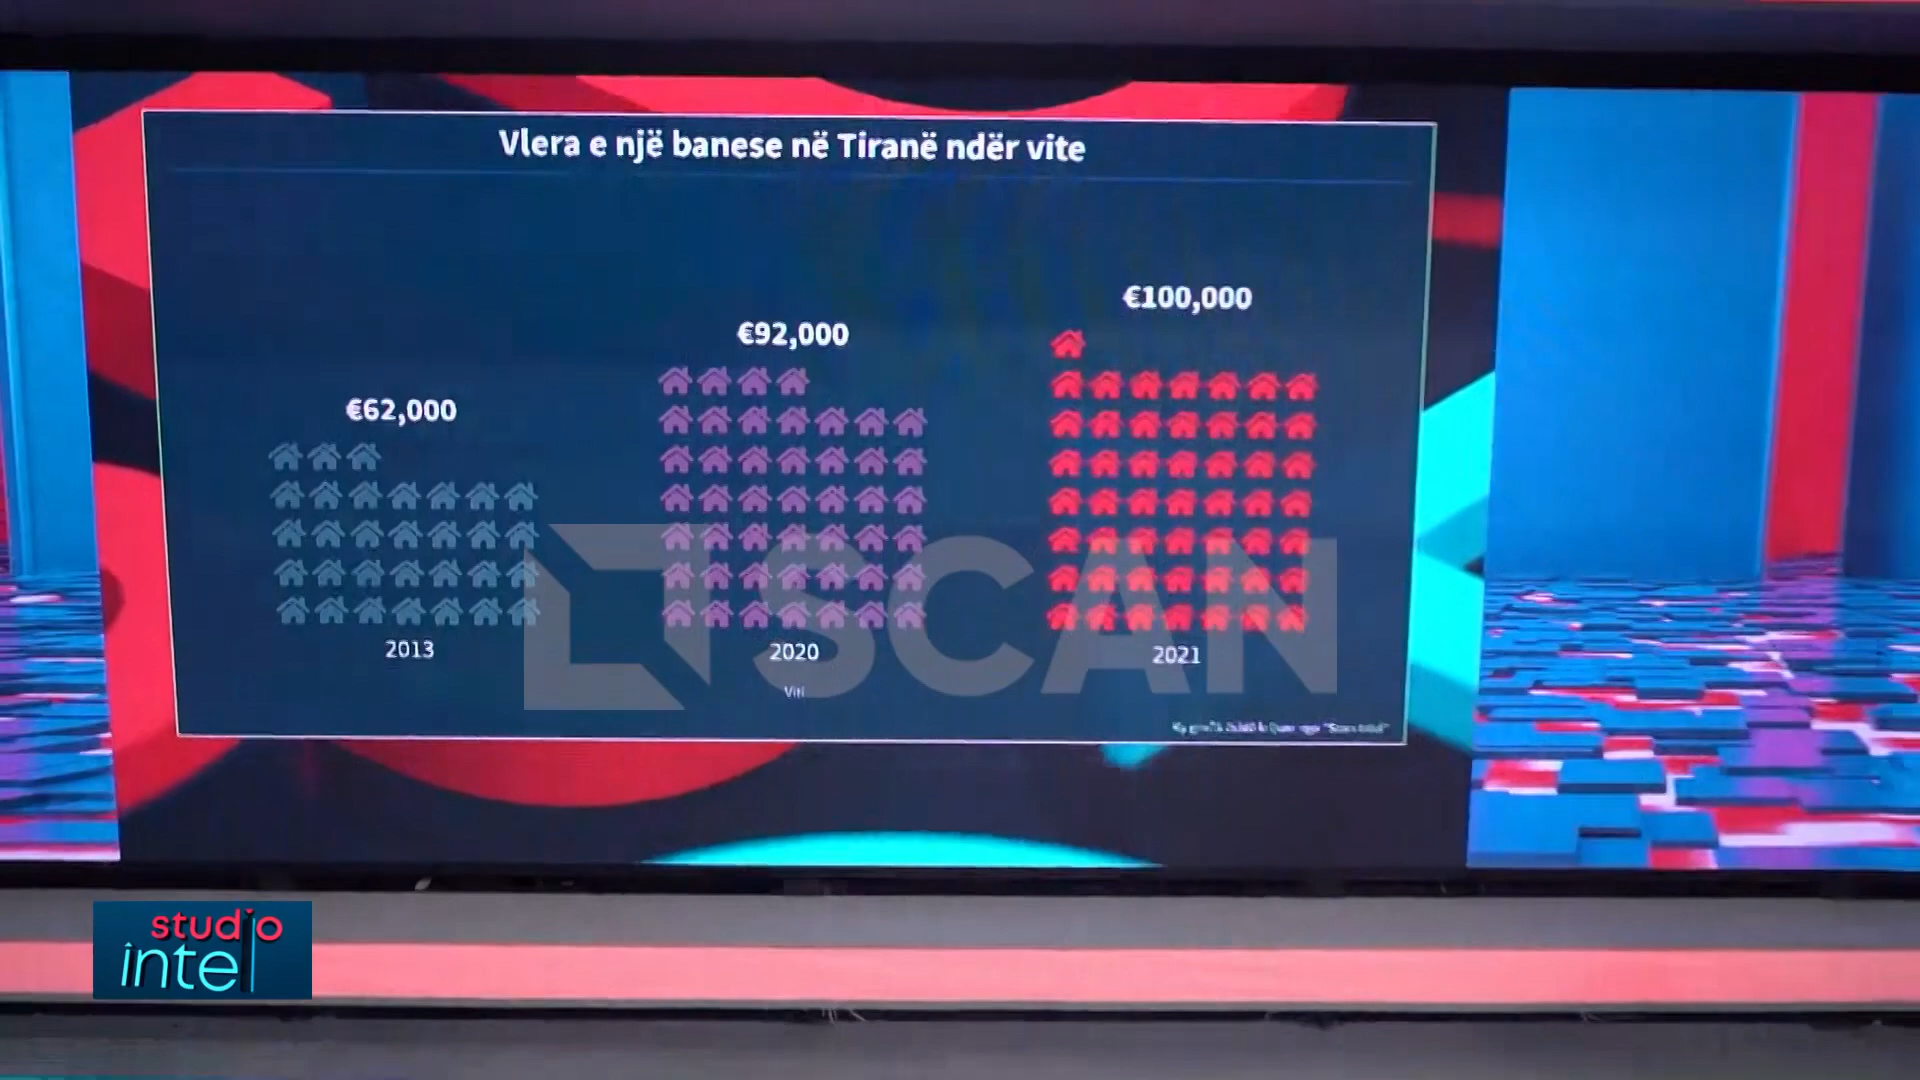 Vlera e një banese në Tiranë ndër vite
€62,000
€92,000
€100,000
2013
2020
2021
Viti
SCAN
studio
intel